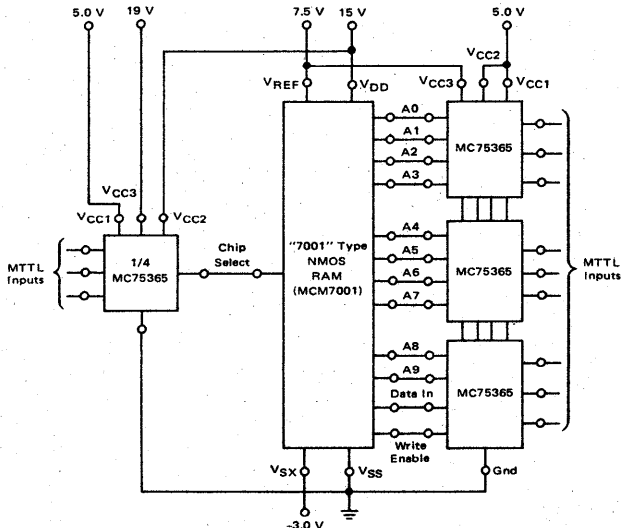 5.0 V
19 V
7.5 V
15 V
5.0 V
VCC2
VREF
VDD
VCC3
VCC1
A0
A1
A2
A3
MC75365
VCC3
VCC1
VCC2
MTTL
Inputs
1/4
MC75365
Chip
Select
"7001" Type
NMOS
RAM
(MCM7001)
A4
A5
A6
A7
MC75365
MTTL
Inputs
A8
A9
Data In
Write
Enable
MC75365
VSX
VSS
Gnd
-3.0 V